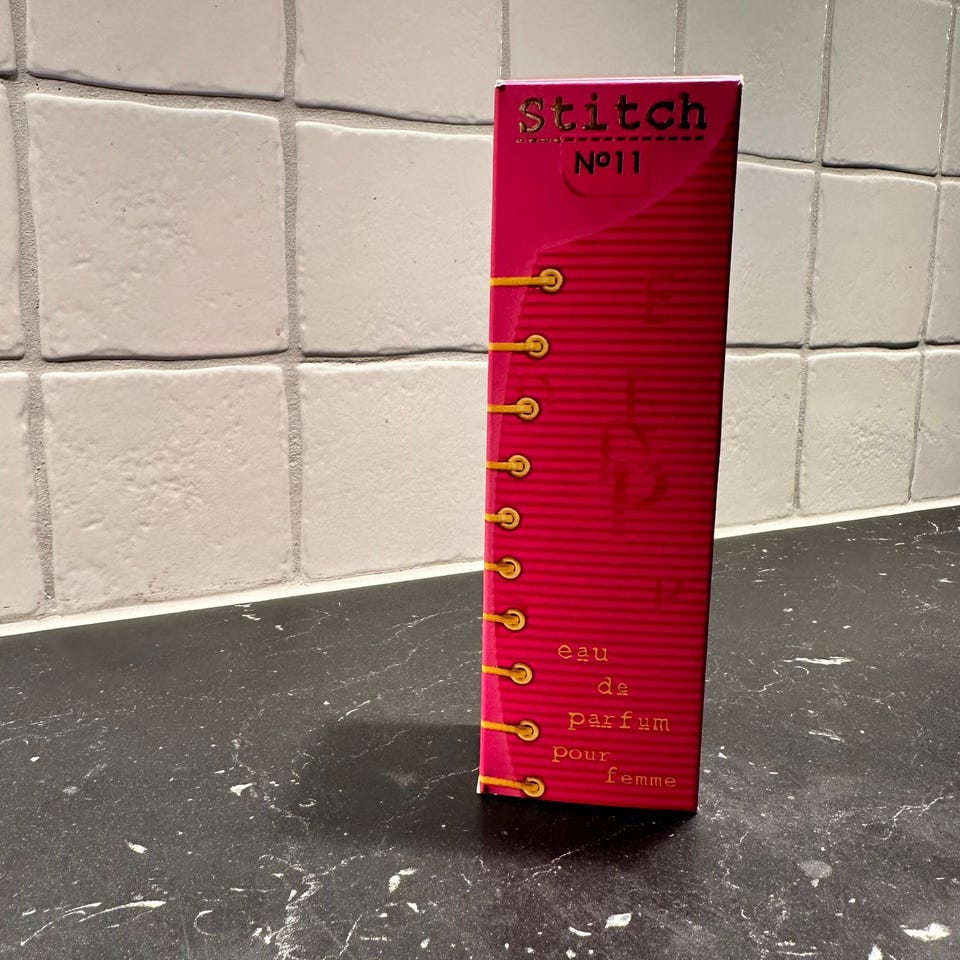 Stitch
Nº11
E
P
P
eau
de
parfum
pour
femme